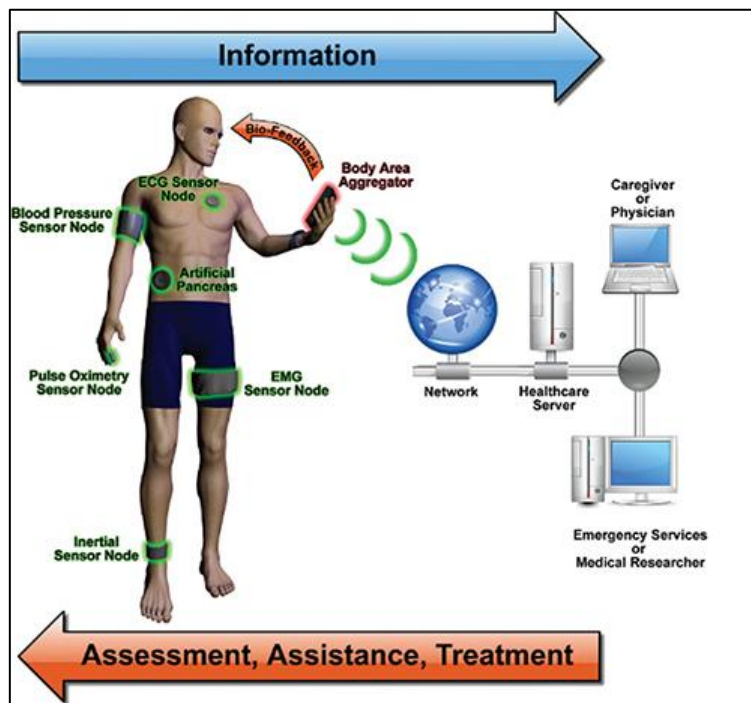 Information
Bio-Feedback
Body Area
Aggregator
ECG Sensor
Node
Blood Pressure
Sensor Node
Artificial
Pancreas
Pulse Oximetry
Sensor Node
EMG
Sensor Node
Inertial
Sensor Node
Caregiver
or
Physician
Network
Healthcare
Server
Emergency Services
or
Medical Researcher
Assessment, Assistance, Treatment